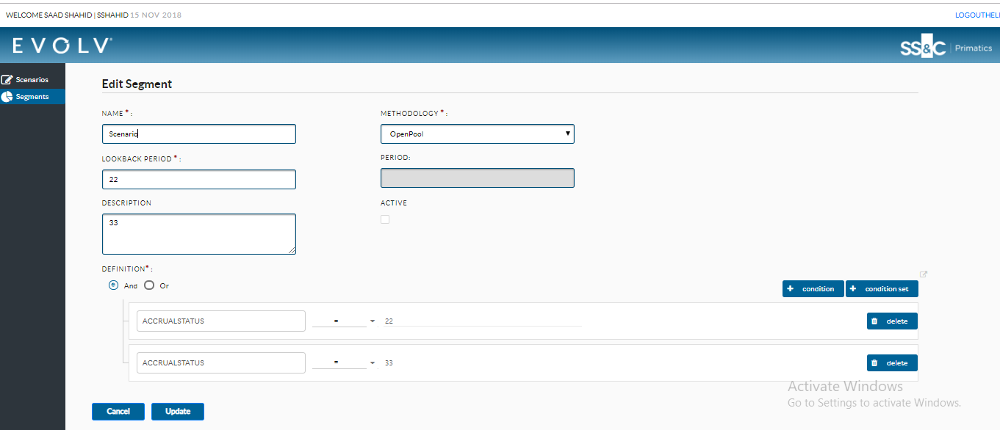 WELCOME SAAD SHAHID | SSHAHID 15 NOV 2018
LOGOUTHEL
EVOLV
SS&C Primatics
Scenarios
Segments
Edit Segment
NAME * :
METHODOLOGY * :
Scenario
OpenPool
LOOKBACK PERIOD * :
PERIOD:
22
DESCRIPTION
ACTIVE
33
DEFINITION* :
And Or
+ condition
+ condition set
ACCRUALSTATUS = 22
delete
ACCRUALSTATUS = 33
delete
Activate Windows
Go to Settings to activate Windows.
Cancel
Update